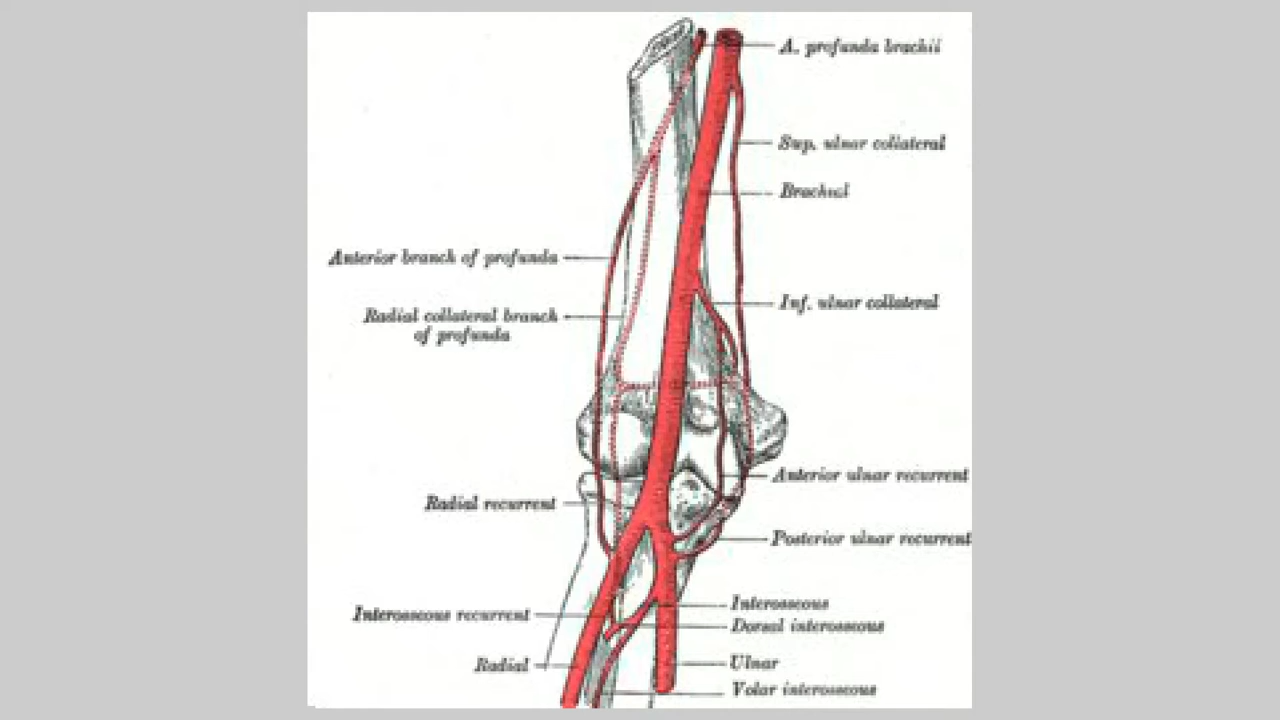 A. profunda brachii
Sup. ulnar collateral
Brachial
Anterior branch of profunda
Inf. ulnar collateral
Radial collateral branch
of profunda
Anterior ulnar recurrent
Radial recurrent
Posterior ulnar recurrent
Interosseous recurrent
Interosseous
Dorsal interosseous
Radial
Ulnar
Volar interosseous